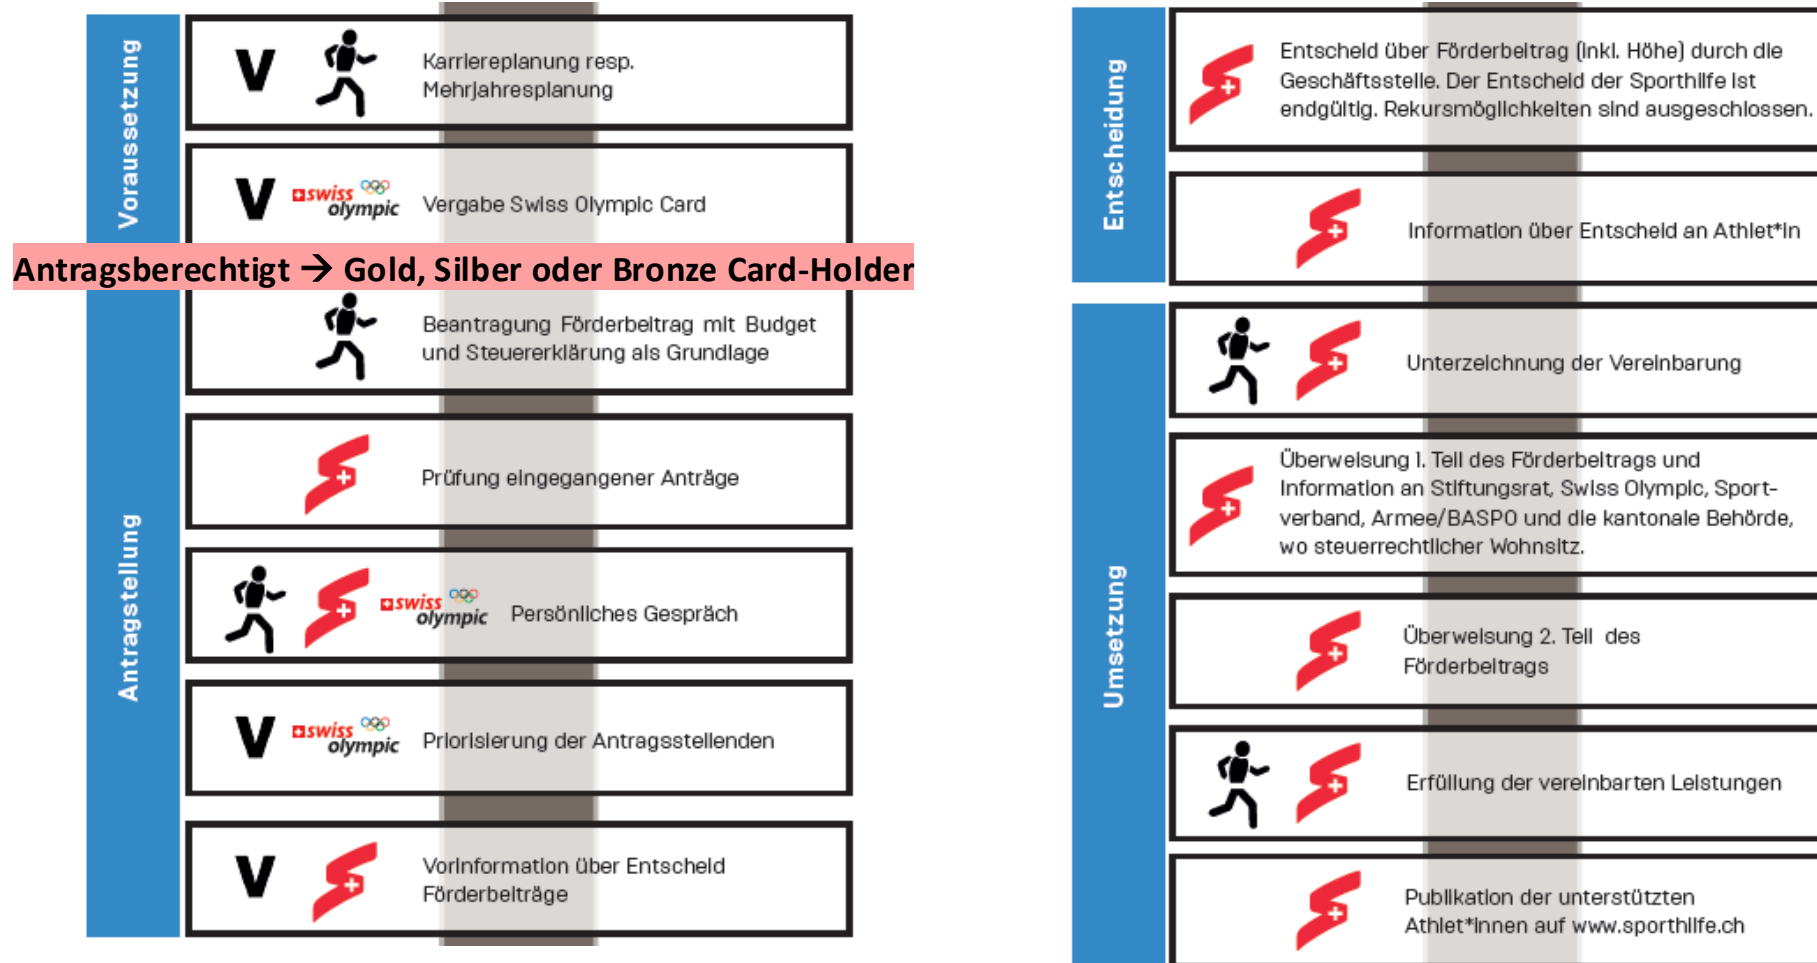 Voraussetzung
V
Karriereplanung resp.
Mehrjahresplanung
V
swiss
olympic
Vergabe Swiss Olympic Card
Antragsberechtigt → Gold, Silber oder Bronze Card-Holder
Antragstellung
Beantragung Förderbeitrag mit Budget
und Steuererklärung als Grundlage
Prüfung eingegangener Anträge
swiss
olympic
Persönliches Gespräch
V
swiss
olympic
Priorisierung der Antragsstellenden
V
Vorinformation über Entscheid
Förderbeiträge
Entscheidung
Entscheid über Förderbeitrag (inkl. Höhe) durch die
Geschäftsstelle. Der Entscheid der Sporthilfe ist
endgültig. Rekursmöglichkeiten sind ausgeschlossen.
Information über Entscheid an Athlet*in
Umsetzung
Unterzeichnung der Vereinbarung
Überweisung 1. Teil des Förderbeitrags und
Information an Stiftungsrat, Swiss Olympic, Sport-
verband, Armee/BASPO und die kantonale Behörde,
wo steuerrechtlicher Wohnsitz.
Überweisung 2. Teil des
Förderbeitrags
Erfüllung der vereinbarten Leistungen
Publikation der unterstützten
Athlet*innen auf www.sporthilfe.ch